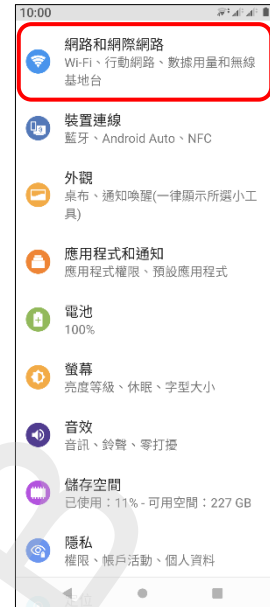 10:00
網路和網際網路
Wi-Fi、行動網路、數據用量和無線
基地台
裝置連線
藍牙、Android Auto、NFC
外觀
桌布、通知喚醒(一律顯示所選小工
具)
應用程式和通知
應用程式權限、預設應用程式
電池
100%
螢幕
亮度等級、休眠、字型大小
音效
音訊、鈴聲、零打擾
儲存空間
已使用：11% - 可用空間：227 GB
隱私
權限、帳戶活動、個人資料